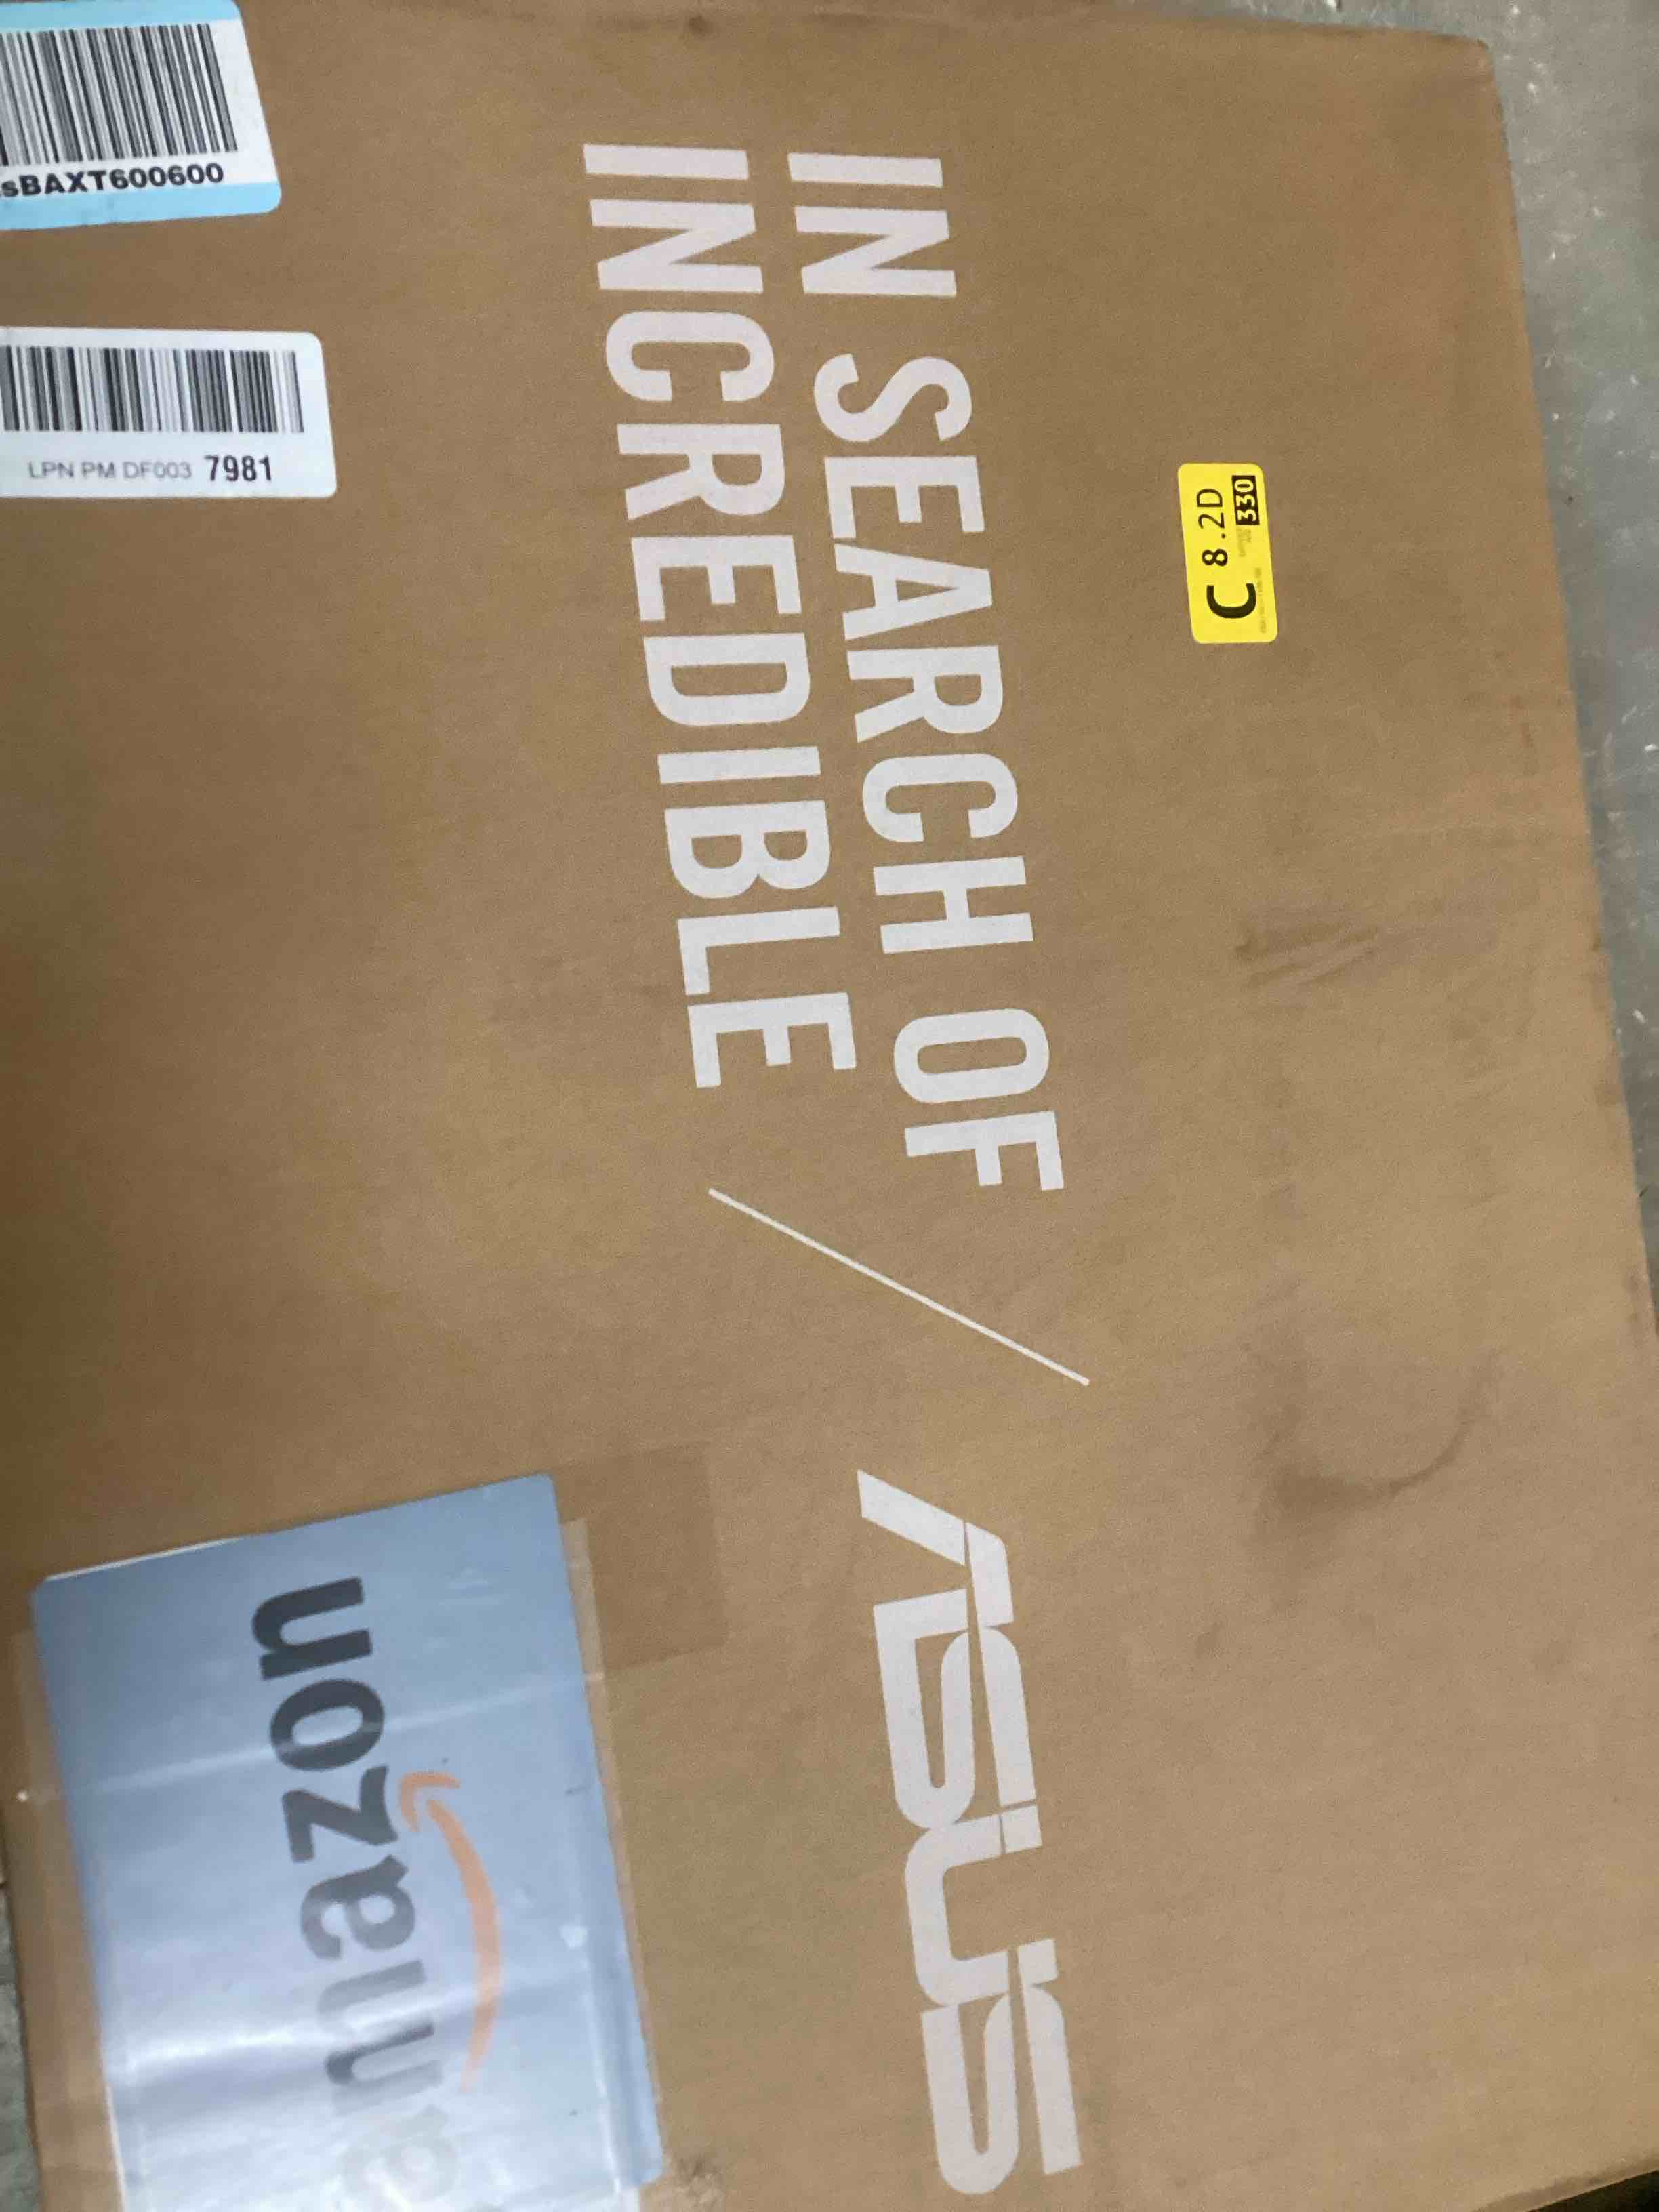 sBAXT600600
LPN PM DF003 7981
IN SEARCH OF
INCREDIBLE
ASUS
C 8.2D
330
amazon